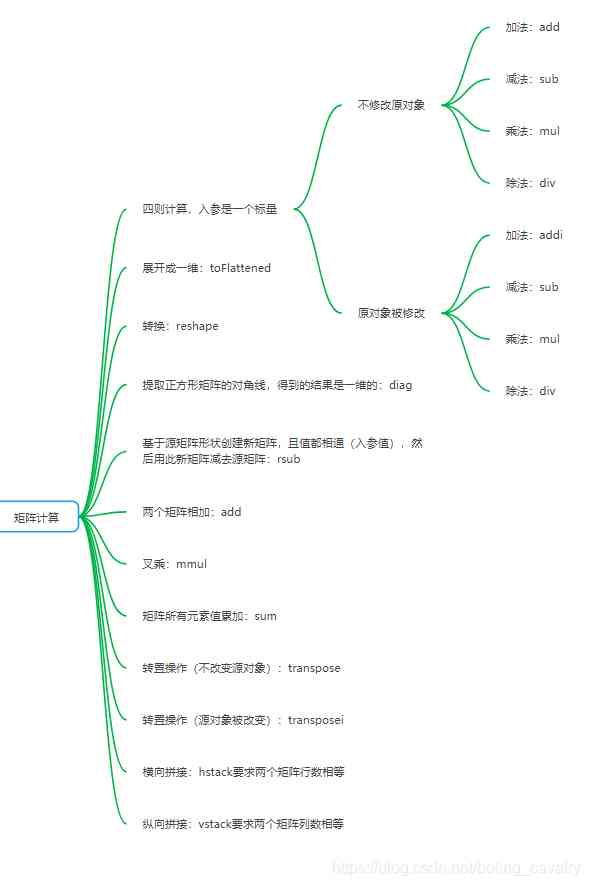 矩阵计算
四则计算，入参是一个标量
不修改原对象
加法：add
减法：sub
乘法：mul
除法：div
原对象被修改
加法：addi
减法：sub
乘法：mul
除法：div
展开成一维：toFlattened
转换：reshape
提取正方形矩阵的对角线，得到的结果是一维的：diag
基于源矩阵形状创建新矩阵，且值都相通（入参值），然
后用此新矩阵减去源矩阵：rsub
两个矩阵相加：add
叉乘：mmul
矩阵所有元素值累加：sum
转置操作（不改变源对象）：transpose
转置操作（源对象被改变）：transposei
横向拼接：hstack要求两个矩阵行数相等
纵向拼接：vstack要求两个矩阵列数相等
https://blog.csdn.net/boling_cavalry